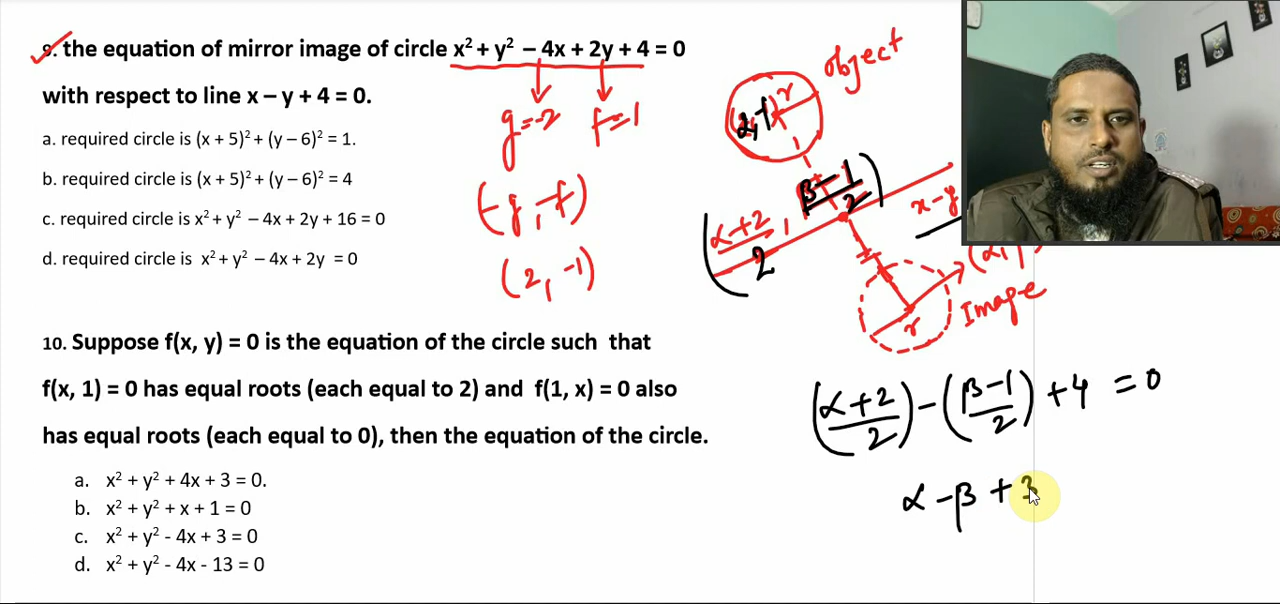 9. the equation of mirror image of circle x² + y² – 4x + 2y + 4 = 0
with respect to line x – y + 4 = 0.
a. required circle is (x + 5)² + (y – 6)² = 1.
b. required circle is (x + 5)² + (y – 6)² = 4
c. required circle is x² + y² – 4x + 2y + 16 = 0
d. required circle is x² + y² – 4x + 2y = 0
g=-2 f=1
(-g, -f)
(2, -1)
object
r
(α+2/2, β-1/2)
x-y
(α,
Image
r
10. Suppose f(x, y) = 0 is the equation of the circle such that
f(x, 1) = 0 has equal roots (each equal to 2) and f(1, x) = 0 also
has equal roots (each equal to 0), then the equation of the circle.
a. x² + y² + 4x + 3 = 0.
b. x² + y² + x + 1 = 0
c. x² + y² - 4x + 3 = 0
d. x² + y² - 4x - 13 = 0
(α+2/2) - (β-1/2) + 4 = 0
α - β + 3